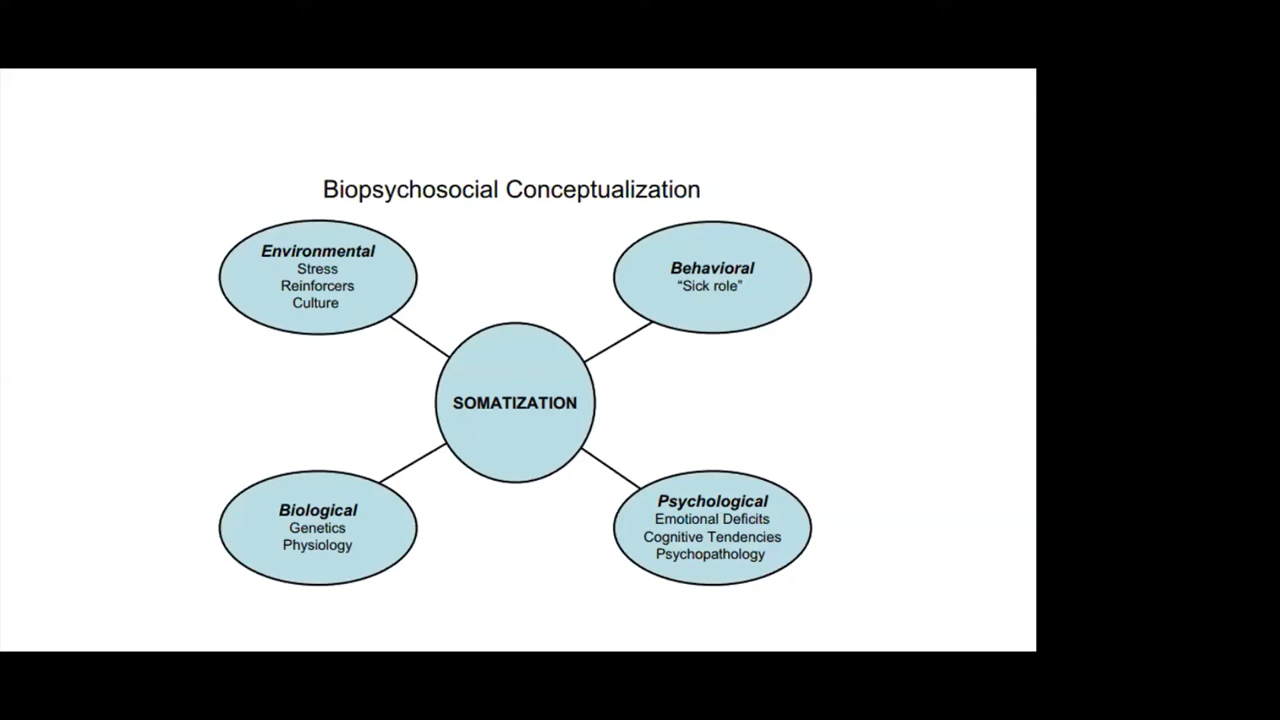 Biopsychosocial Conceptualization
Environmental
Stress
Reinforcers
Culture
Behavioral
“Sick role”
SOMATIZATION
Biological
Genetics
Physiology
Psychological
Emotional Deficits
Cognitive Tendencies
Psychopathology